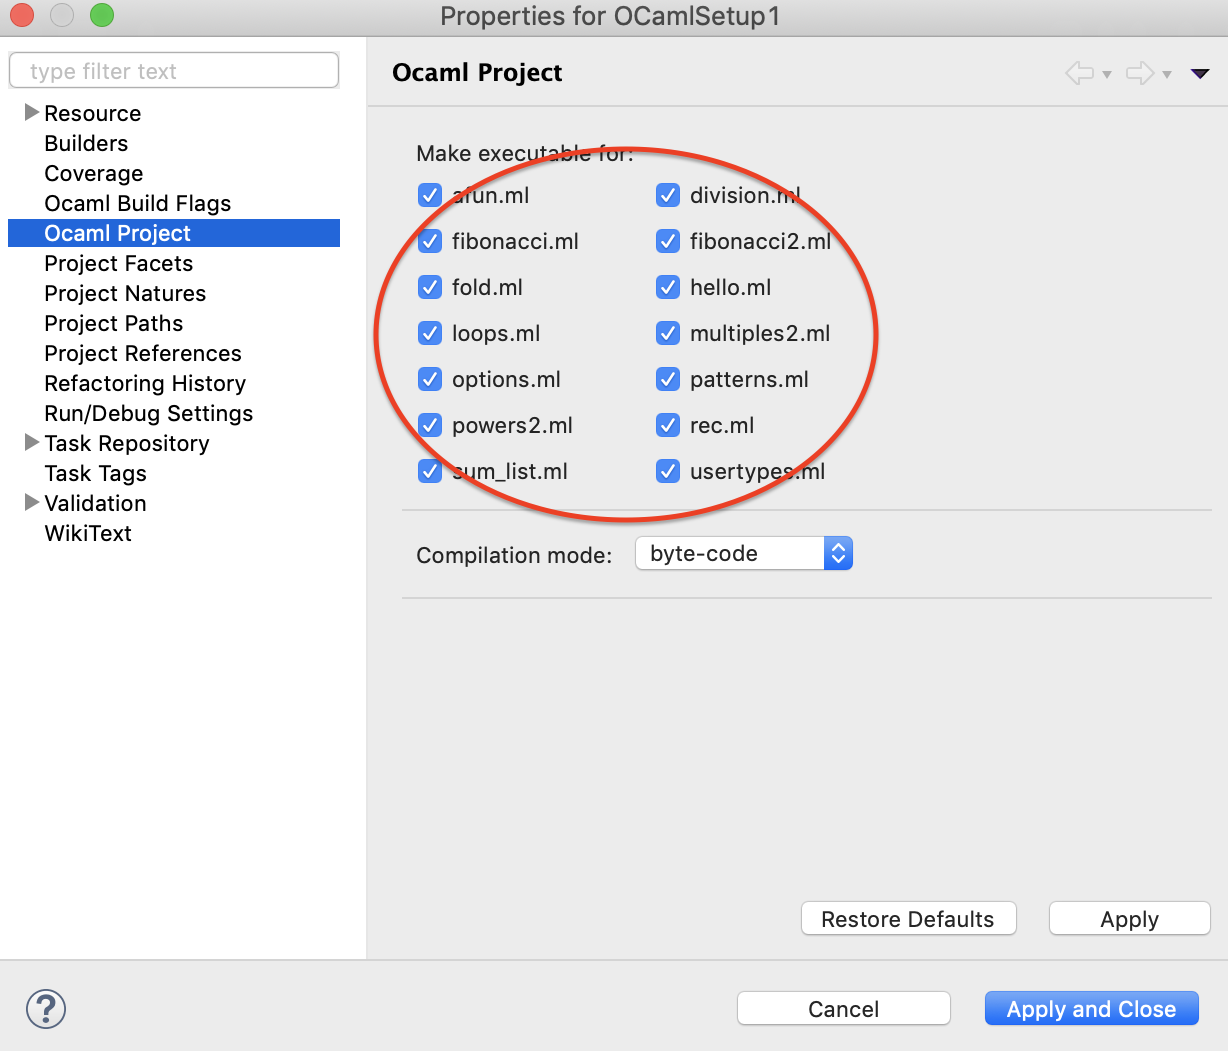 Properties for OCamlSetup1
type filter text
Resource
Builders
Coverage
Ocaml Build Flags
Ocaml Project
Project Facets
Project Natures
Project Paths
Project References
Refactoring History
Run/Debug Settings
Task Repository
Task Tags
Validation
WikiText
Ocaml Project
Make executable for:
afun.ml division.ml
fibonacci.ml fibonacci2.ml
fold.ml hello.ml
loops.ml multiples2.ml
options.ml patterns.ml
powers2.ml rec.ml
sum_list.ml usertypes.ml
Compilation mode: byte-code
Restore Defaults Apply
? Cancel Apply and Close